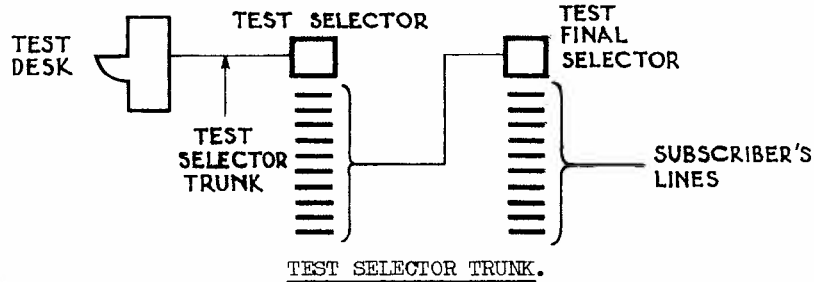 TEST
DESK
TEST SELECTOR
TEST
FINAL
SELECTOR
TEST
SELECTOR
TRUNK
SUBSCRIBER'S
LINES
TEST SELECTOR TRUNK.